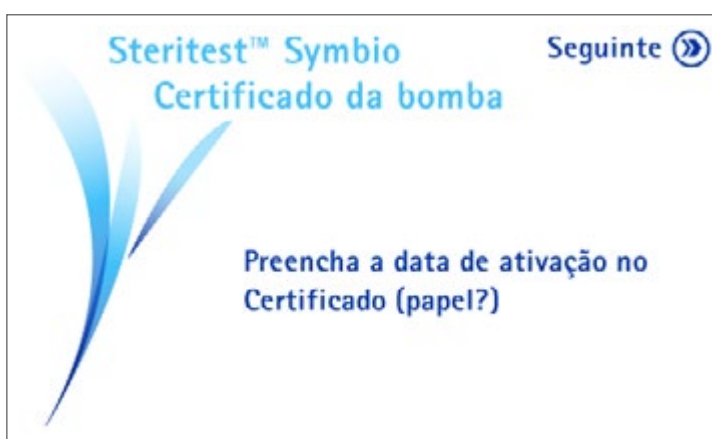 Steritest™ Symbio
Seguinte
Certificado da bomba
Preencha a data de ativação no
Certificado (papel?)